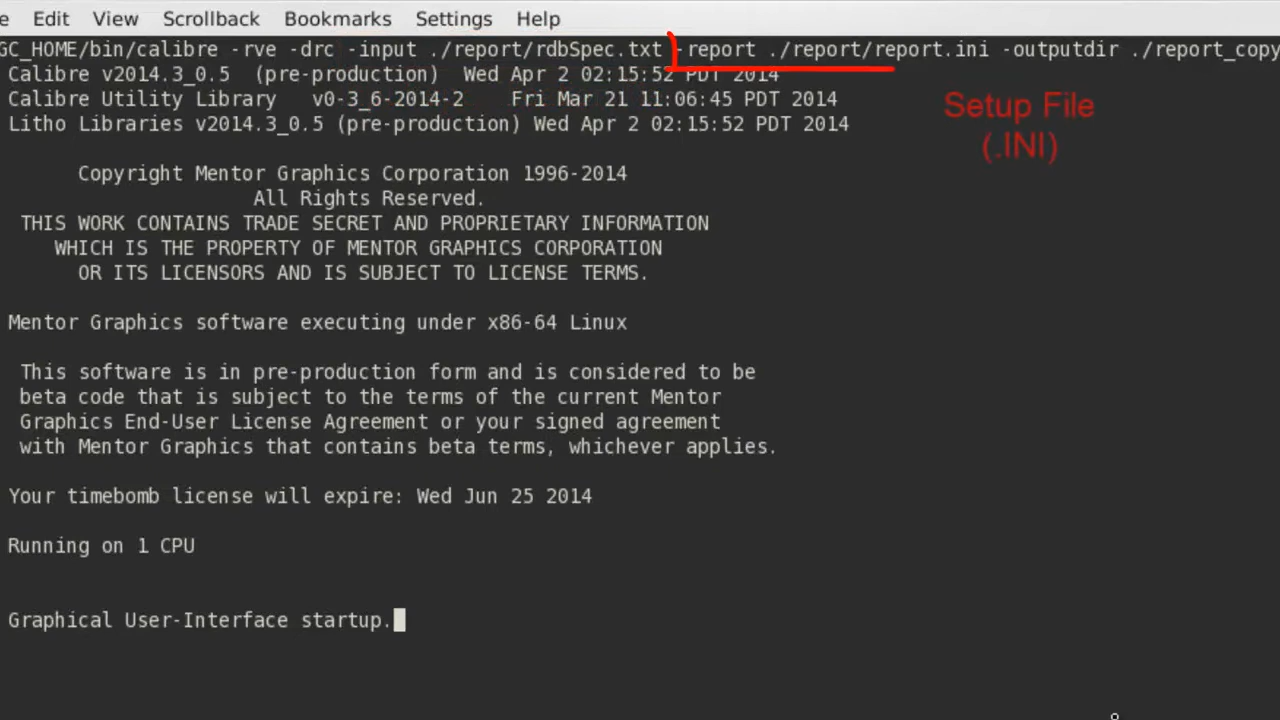 e Edit View Scrollback Bookmarks Settings Help
GC_HOME/bin/calibre -rve -drc -input ./report/rdbSpec.txt -report ./report/report.ini -outputdir ./report_copy
Calibre v2014.3_0.5 (pre-production) Wed Apr 2 02:15:52 PDT 2014
Calibre Utility Library v0-3_6-2014-2 Fri Mar 21 11:06:45 PDT 2014
Setup File
(.INI)
Litho Libraries v2014.3_0.5 (pre-production) Wed Apr 2 02:15:52 PDT 2014
Copyright Mentor Graphics Corporation 1996-2014
All Rights Reserved.
THIS WORK CONTAINS TRADE SECRET AND PROPRIETARY INFORMATION
WHICH IS THE PROPERTY OF MENTOR GRAPHICS CORPORATION
OR ITS LICENSORS AND IS SUBJECT TO LICENSE TERMS.
Mentor Graphics software executing under x86-64 Linux
This software is in pre-production form and is considered to be
beta code that is subject to the terms of the current Mentor
Graphics End-User License Agreement or your signed agreement
with Mentor Graphics that contains beta terms, whichever applies.
Your timebomb license will expire: Wed Jun 25 2014
Running on 1 CPU
Graphical User-Interface startup.